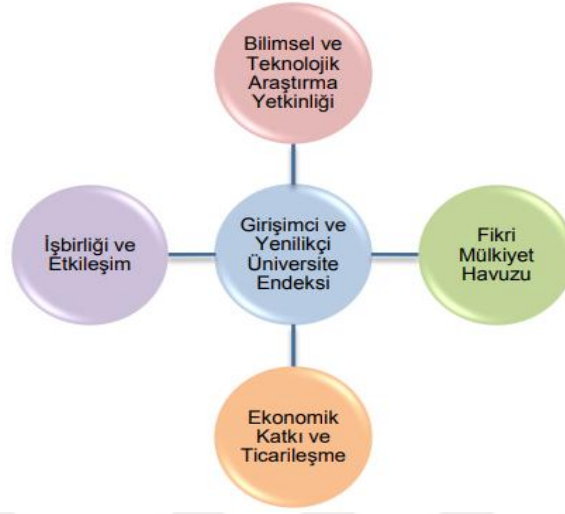 Bilimsel ve
Teknolojik
Araştırma
Yetkinliği
İşbirliği ve
Etkileşim
Girişimci ve
Yenilikçi
Üniversite
Endeksi
Fikri
Mülkiyet
Havuzu
Ekonomik
Katkı ve
Ticarileşme